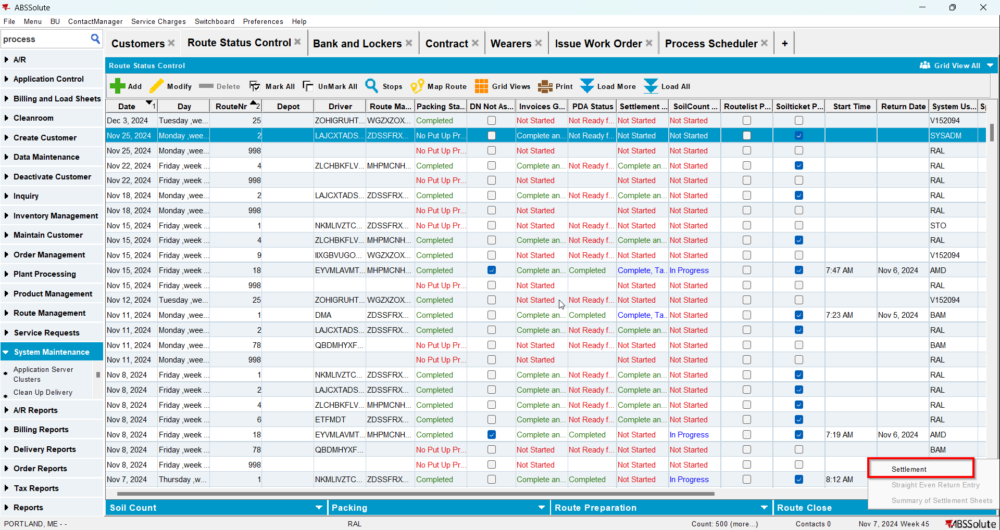 ABSSolute
File Menu BU ContactManager Service Charges Switchboard Preferences Help
process
Customers Route Status Control Bank and Lockers Contract Wearers Issue Work Order Process Scheduler +
Route Status Control Grid View All
Add Modify Delete Mark All UnMark All Stops Map Route Grid Views Print Load More Load All
A/R
Application Control
Billing and Load Sheets
Cleanroom
Create Customer
Data Maintenance
Deactivate Customer
Inquiry
Inventory Management
Maintain Customer
Order Management
Plant Processing
Product Management
Route Management
Service Requests
System Maintenance
Application Server
Clusters
Clean Up Delivery
A/R Reports
Billing Reports
Delivery Reports
Order Reports
Tax Reports
Reports
Date 1 Day RouteNr 2 Depot Driver Route Ma... Packing Sta... DN Not As... Invoices G... PDA Status Settlement ... SoilCount ... Routelist P... Soilticket P... Start Time Return Date System Us... Sp
Dec 3, 2024 Tuesday ,we... 25 ZOHIGRUHT... WGZXZOX... Completed Not Started Not Ready f... Not Started Not Started V152094
Nov 25, 2024 Monday ,wee... 2 LAJCXTADS... ZDSSFRX... No Put Up Pr... Complete an... Not Ready f... Not Started Not Started SYSADM
Nov 25, 2024 Monday ,wee... 998 No Put Up Pr... Not Started Not Started Not Started RAL
Nov 22, 2024 Friday ,week ... 4 ZLCHBKFLV... MHPMCNH... Completed Complete an... Not Ready f... Complete an... Not Started RAL
Nov 22, 2024 Friday ,week ... 998 No Put Up Pr... Not Started Not Started Not Started RAL
Nov 18, 2024 Monday ,wee... 2 LAJCXTADS... ZDSSFRX... Completed Complete an... Not Ready f... Complete an... Not Started RAL
Nov 18, 2024 Monday ,wee... 998 No Put Up Pr... Not Started Not Started Not Started RAL
Nov 15, 2024 Friday ,week ... 1 NKMLIVZTC... ZDSSFRX... No Put Up Pr... Not Started Not Ready f... Not Started Not Started STO
Nov 15, 2024 Friday ,week ... 4 ZLCHBKFLV... MHPMCNH... Completed Complete an... Not Ready f... Complete an... Not Started RAL
Nov 15, 2024 Friday ,week ... 9 IIXGBVUGO... WGZXZOX... Completed Not Started Not Ready f... Not Started Not Started V152094
Nov 15, 2024 Friday ,week ... 18 EYVMLAVMT... MHPMCNH... Completed Complete an... Completed Complete, Ta... In Progress 7:47 AM Nov 6, 2024 AMD
Nov 15, 2024 Friday ,week ... 998 No Put Up Pr... Not Started Not Started Not Started RAL
Nov 12, 2024 Tuesday ,we... 25 ZOHIGRUHT... WGZXZOX... Completed Not Started Not Ready f... Not Started Not Started V152094
Nov 11, 2024 Monday ,wee... 1 DMA ZDSSFRX... Completed Complete an... Completed Complete, Ta... Not Started 7:23 AM Nov 5, 2024 BAM
Nov 11, 2024 Monday ,wee... 2 LAJCXTADS... ZDSSFRX... Completed Complete an... Not Ready f... Complete an... Not Started RAL
Nov 11, 2024 Monday ,wee... 78 QBDMHYXF... No Put Up Pr... Not Started Not Ready f... Not Started Not Started BAM
Nov 11, 2024 Monday ,wee... 998 No Put Up Pr... Not Started Not Started Not Started RAL
Nov 8, 2024 Friday ,week ... 1 NKMLIVZTC... ZDSSFRX... Completed Complete an... Not Ready f... Complete an... Not Started RAL
Nov 8, 2024 Friday ,week ... 2 LAJCXTADS... ZDSSFRX... Completed Complete an... Not Ready f... Complete an... Not Started RAL
Nov 8, 2024 Friday ,week ... 4 ZLCHBKFLV... MHPMCNH... Completed Complete an... Not Ready f... Complete an... Not Started RAL
Nov 8, 2024 Friday ,week ... 6 ETFMDT ZDSSFRX... Completed Complete an... Not Ready f... Complete an... Not Started RAL
Nov 8, 2024 Friday ,week ... 18 EYVMLAVMT... MHPMCNH... Completed Complete an... Completed Not Started In Progress 7:19 AM Nov 6, 2024 AMD
Nov 8, 2024 Friday ,week ... 78 QBDMHYXF... No Put Up Pr... Not Started Not Ready f... Not Started Not Started BAM
Nov 8, 2024 Friday ,week ... 998 No Put Up Pr... Not Started Not Started Not Started
Nov 7, 2024 Thursday ,w... 1 NKMLIVZTC... ZDSSFRX... Completed Complete an... Completed Not Started In Progress 8:12 AM
Settlement
Straight Even Return Entry
Summary of Settlement Sheets
Soil Count Packing Route Preparation Route Close
PORTLAND, ME - - RAL Count: 500 (more...) Contacts 0 Nov 7, 2024 Week 45 ABSSolute